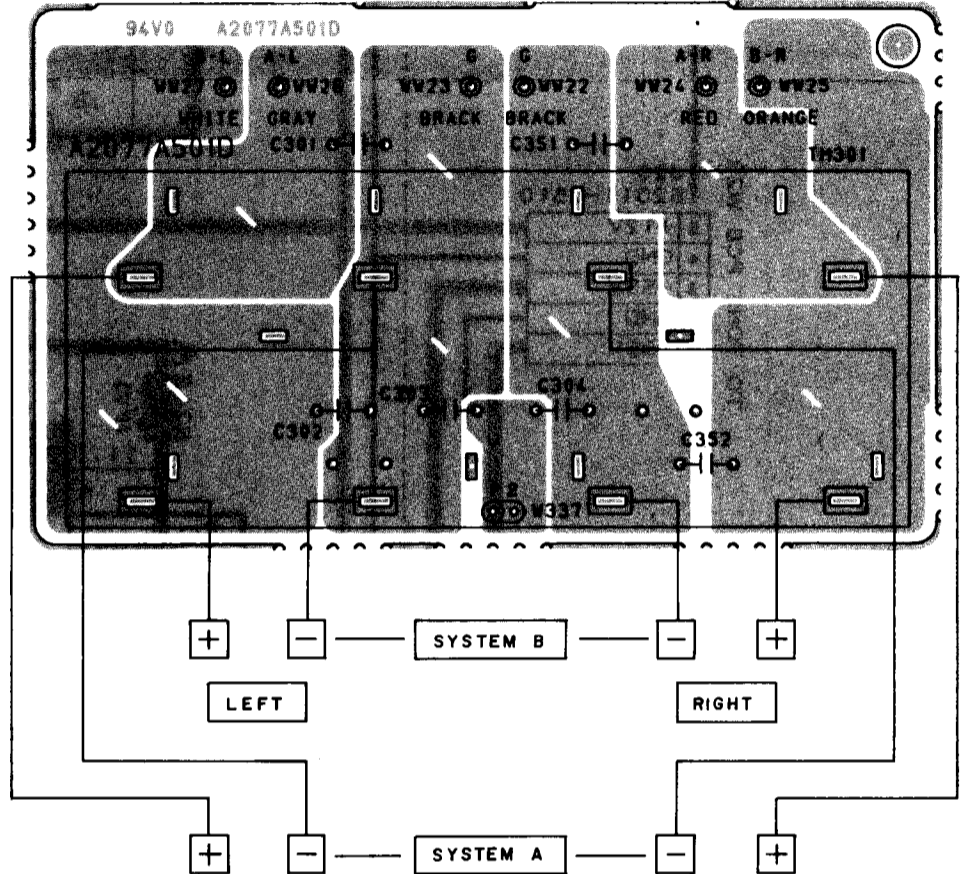 94V0 A2077A501D
B-L A-L G G A-R B-R
WW27 WW26 WW23 WW22 WW24 WW25
WHITE GRAY BRACK BRACK RED ORANGE
A2077A501D C301 C351 TM301
C303 C304
C302 C352
2
W337
+ − SYSTEM B − +
LEFT RIGHT
+ − SYSTEM A − +